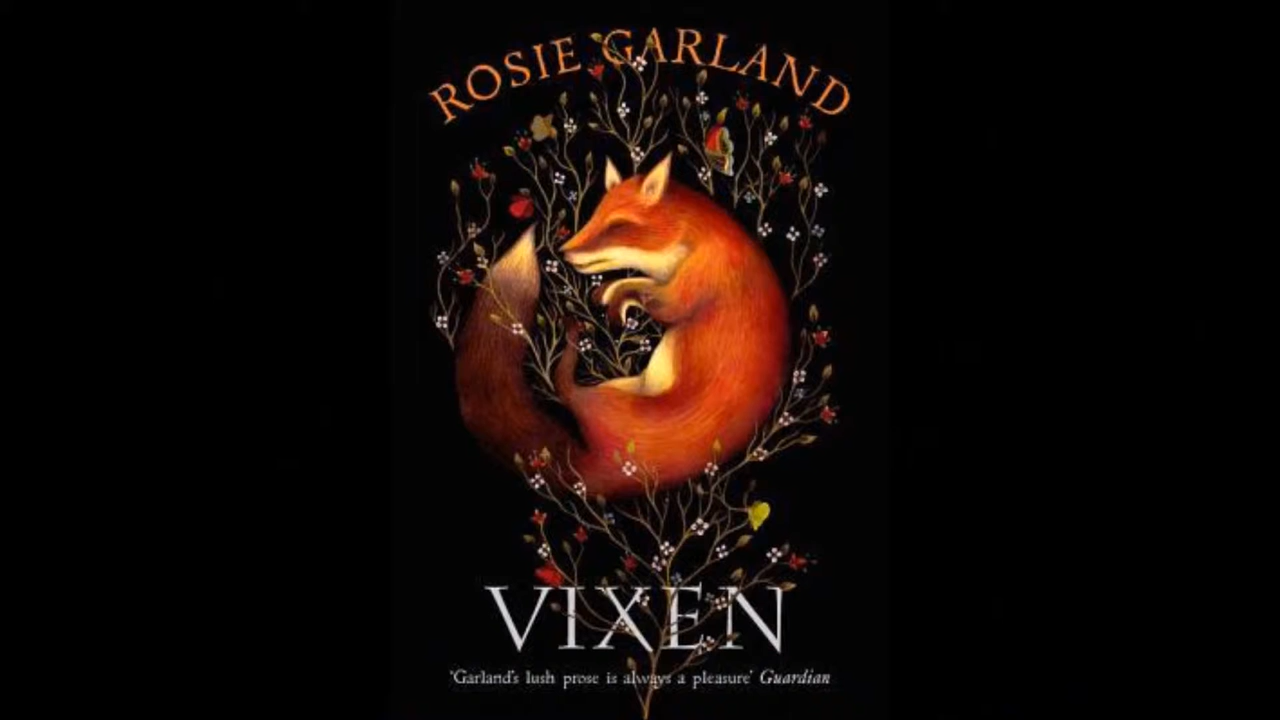 ROSIE GARLAND
VIXEN
'Garland's lush prose is always a pleasure' Guardian